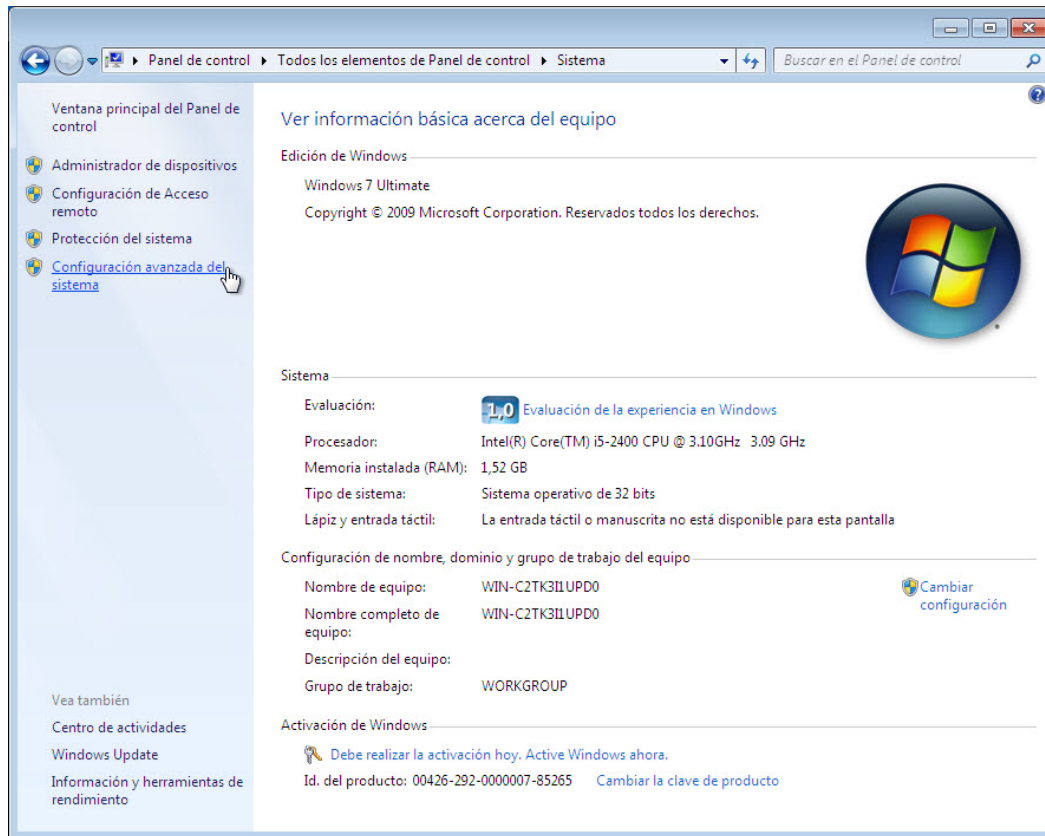 Panel de control ▸ Todos los elementos de Panel de control ▸ Sistema
Buscar en el Panel de control
Ventana principal del Panel de
control
Administrador de dispositivos
Configuración de Acceso
remoto
Protección del sistema
Configuración avanzada del
sistema
Vea también
Centro de actividades
Windows Update
Información y herramientas de
rendimiento
Ver información básica acerca del equipo
Edición de Windows
Windows 7 Ultimate
Copyright © 2009 Microsoft Corporation. Reservados todos los derechos.
Sistema
Evaluación: 1,0 Evaluación de la experiencia en Windows
Procesador: Intel(R) Core(TM) i5-2400 CPU @ 3.10GHz 3.09 GHz
Memoria instalada (RAM): 1,52 GB
Tipo de sistema: Sistema operativo de 32 bits
Lápiz y entrada táctil: La entrada táctil o manuscrita no está disponible para esta pantalla
Configuración de nombre, dominio y grupo de trabajo del equipo
Nombre de equipo: WIN-C2TK3I1UPD0
Cambiar
configuración
Nombre completo de
equipo:
WIN-C2TK3I1UPD0
Descripción del equipo:
Grupo de trabajo: WORKGROUP
Activación de Windows
Debe realizar la activación hoy. Active Windows ahora.
Id. del producto: 00426-292-0000007-85265 Cambiar la clave de producto